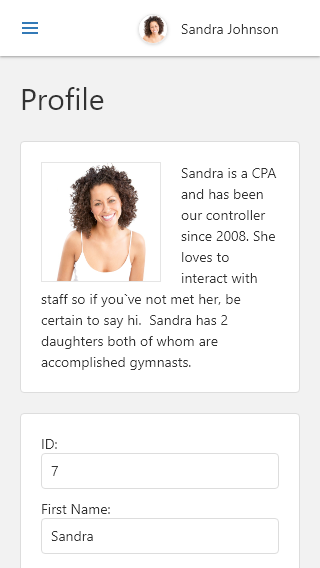 Sandra Johnson
Profile
Sandra is a CPA
and has been
our controller
since 2008. She
loves to
interact with
staff so if you`ve not met her, be
certain to say hi.  Sandra has 2
daughters both of whom are
accomplished gymnasts.
ID:
7
First Name:
Sandra